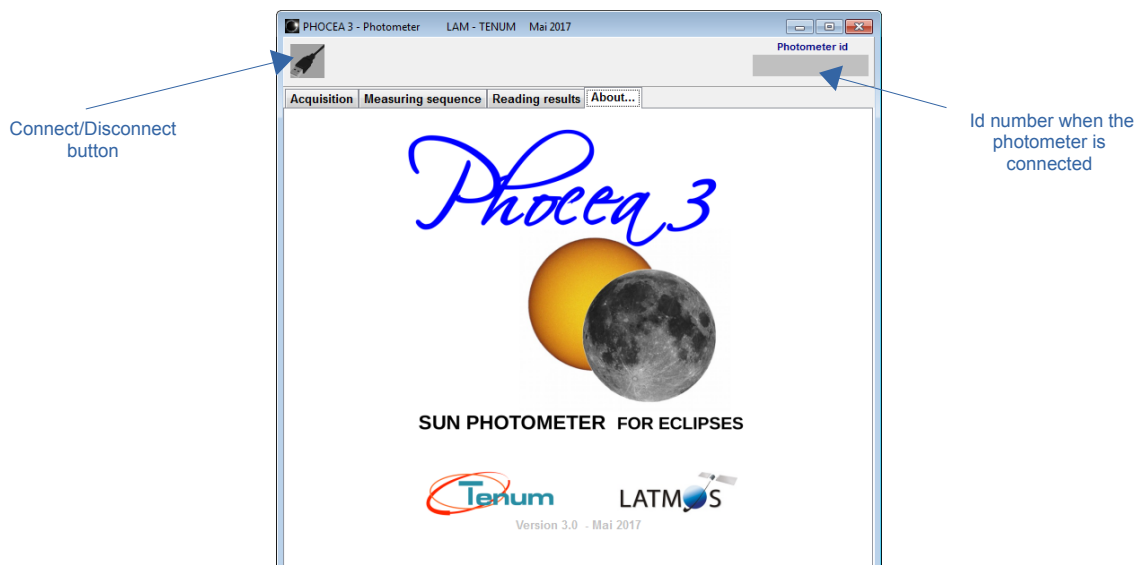 PHOCEA 3 - Photometer LAM - TENUM Mai 2017
Photometer id
Acquisition Measuring sequence Reading results About...
Connect/Disconnect
button
Id number when the
photometer is
connected
Phocea 3
SUN PHOTOMETER FOR ECLIPSES
Tenum LATMOS
Version 3.0 - Mai 2017